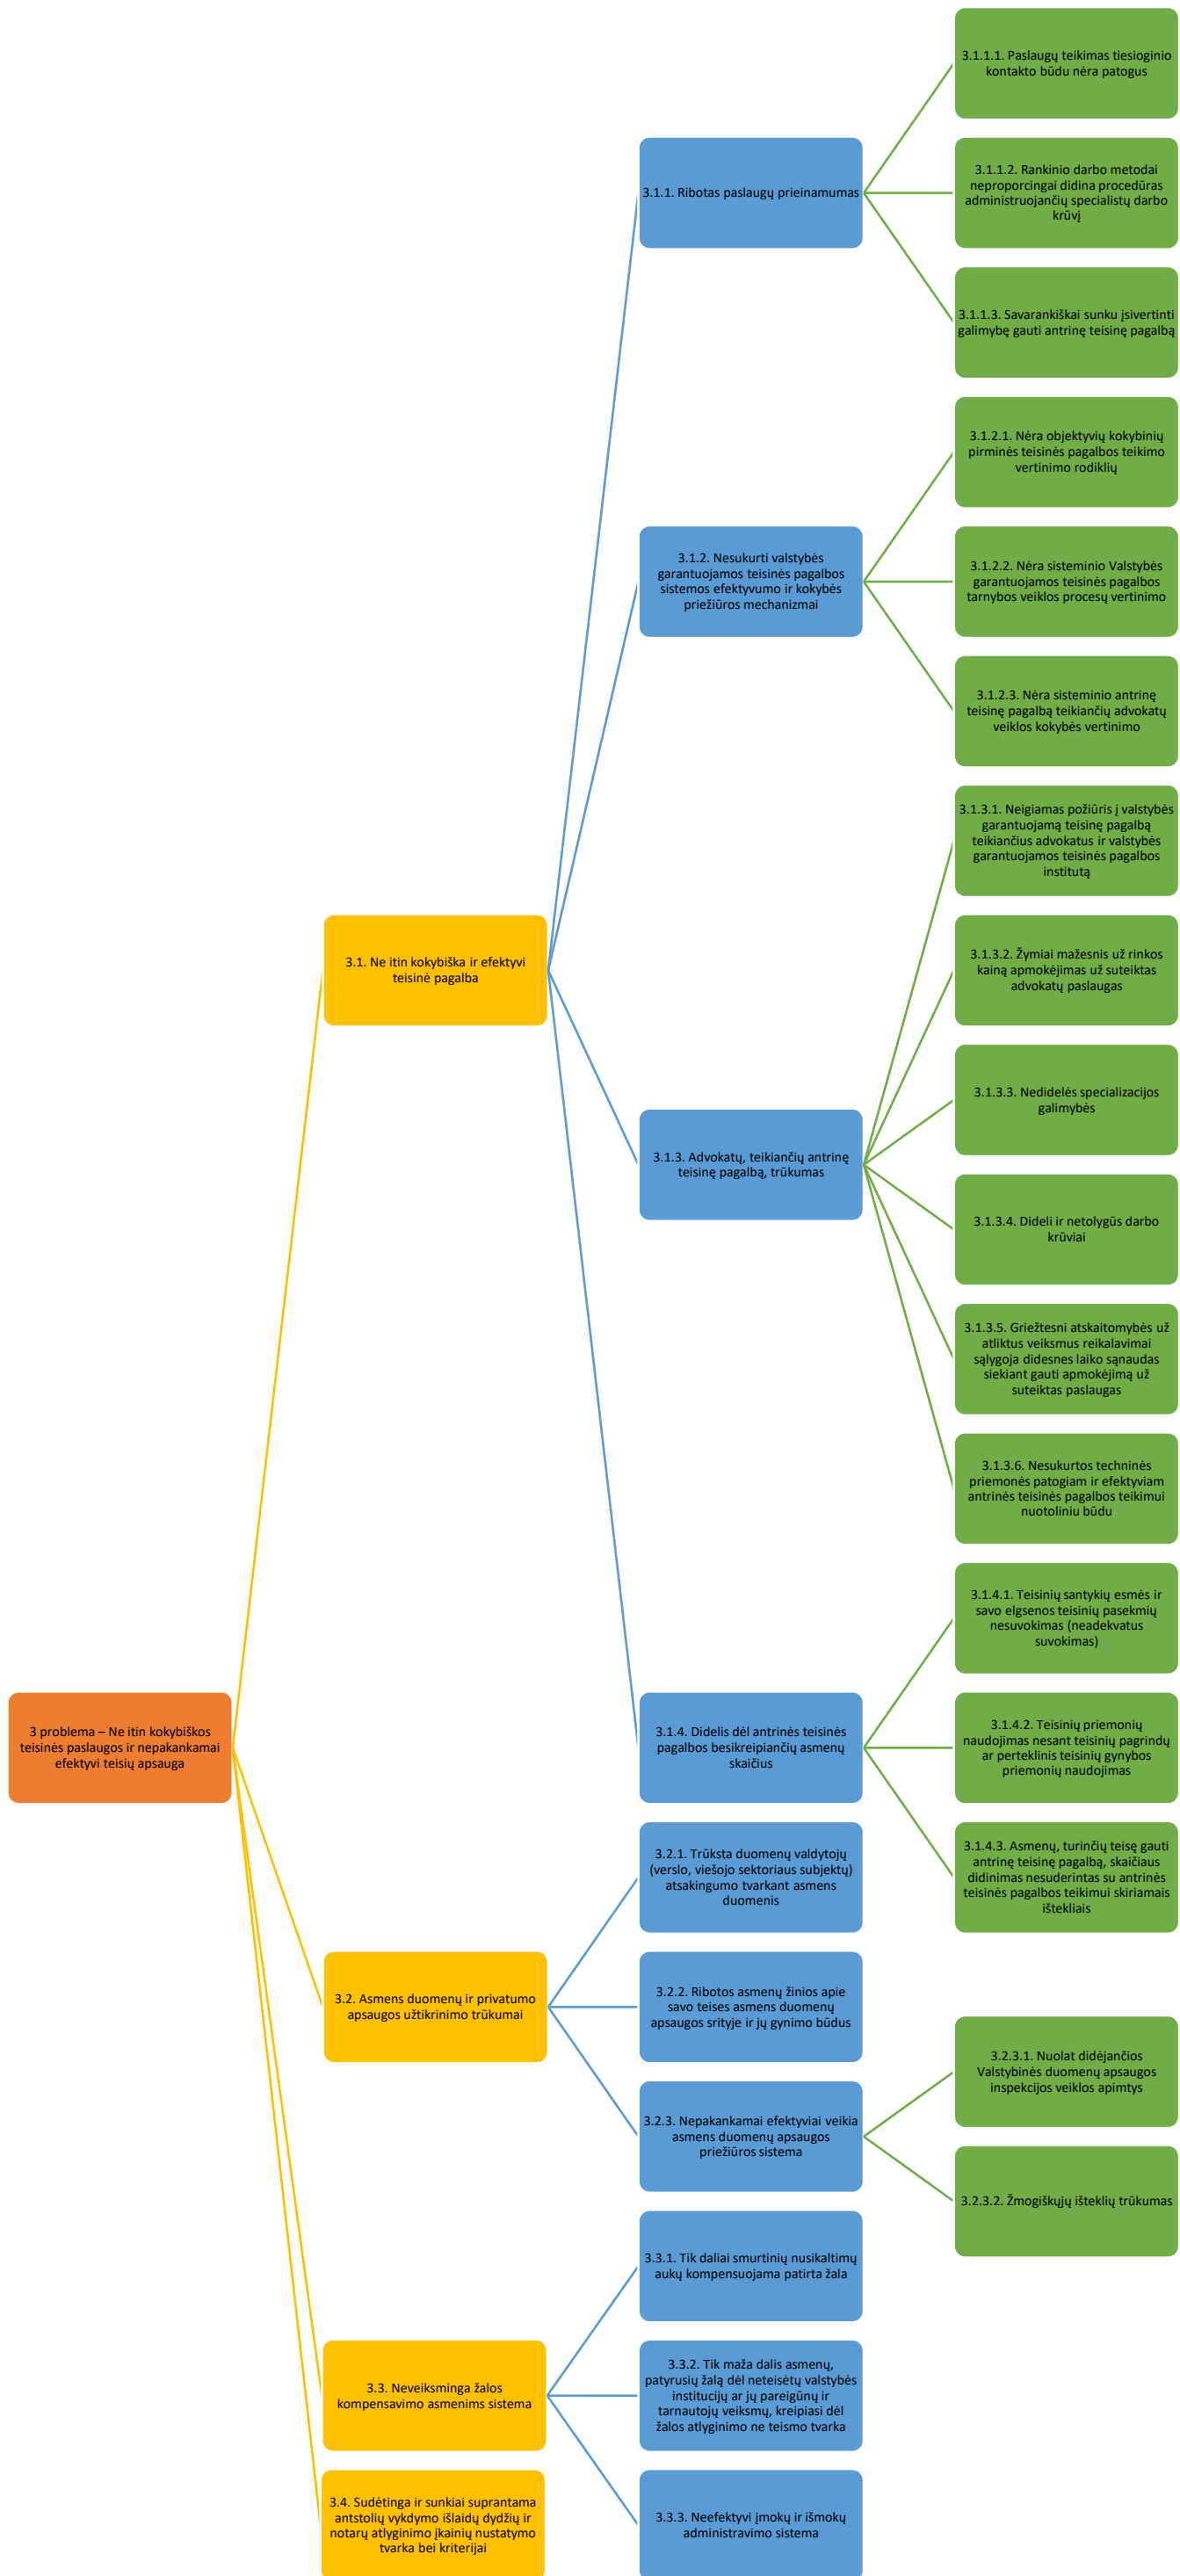 3 problema – Ne itin kokybiškos
teisinės paslaugos ir nepakankamai
efektyvi teisių apsauga
3.1. Ne itin kokybiška ir efektyvi
teisinė pagalba
3.1.1. Ribotas paslaugų prieinamumas
3.1.1.1. Paslaugų teikimas tiesioginio
kontakto būdu nėra patogus
3.1.1.2. Rankinio darbo metodai
neproporcingai didina procedūras
administruojančių specialistų darbo
krūvį
3.1.1.3. Savarankiškai sunku įsivertinti
galimybę gauti antrinę teisinę pagalbą
3.1.2. Nesukurti valstybės
garantuojamos teisinės pagalbos
sistemos efektyvumo ir kokybės
priežiūros mechanizmai
3.1.2.1. Nėra objektyvių kokybinių
pirminės teisinės pagalbos teikimo
vertinimo rodiklių
3.1.2.2. Nėra sisteminio Valstybės
garantuojamos teisinės pagalbos
tarnybos veiklos procesų vertinimo
3.1.2.3. Nėra sisteminio antrinę
teisinę pagalbą teikiančių advokatų
veiklos kokybės vertinimo
3.1.3. Advokatų, teikiančių antrinę
teisinę pagalbą, trūkumas
3.1.3.1. Neigiamas požiūris į valstybės
garantuojamą teisinę pagalbą
teikiančius advokatus ir valstybės
garantuojamos teisinės pagalbos
institutą
3.1.3.2. Žymiai mažesnis už rinkos
kainą apmokėjimas už suteiktas
advokatų paslaugas
3.1.3.3. Nedidelės specializacijos
galimybės
3.1.3.4. Dideli ir netolygūs darbo
krūviai
3.1.3.5. Griežtesni atskaitomybės už
atliktus veiksmus reikalavimai
sąlygoja didesnes laiko sąnaudas
siekiant gauti apmokėjimą už
suteiktas paslaugas
3.1.3.6. Nesukurtos techninės
priemonės patogiam ir efektyviam
antrinės teisinės pagalbos teikimui
nuotoliniu būdu
3.1.4. Didelis dėl antrinės teisinės
pagalbos besikreipiančių asmenų
skaičius
3.1.4.1. Teisinių santykių esmės ir
savo elgsenos teisinių pasekmių
nesuvokimas (neadekvatus
suvokimas)
3.1.4.2. Teisinių priemonių
naudojimas nesant teisinių pagrindų
ar perteklinis teisinių gynybos
priemonių naudojimas
3.1.4.3. Asmenų, turinčių teisę gauti
antrinę teisinę pagalbą, skaičiaus
didinimas nesuderintas su antrinės
teisinės pagalbos teikimui skiriamais
ištekliais
3.2. Asmens duomenų ir privatumo
apsaugos užtikrinimo trūkumai
3.2.1. Trūksta duomenų valdytojų
(verslo, viešojo sektoriaus subjektų)
atsakingumo tvarkant asmens
duomenis
3.2.2. Ribotos asmenų žinios apie
savo teises asmens duomenų
apsaugos srityje ir jų gynimo būdus
3.2.3. Nepakankamai efektyviai veikia
asmens duomenų apsaugos
priežiūros sistema
3.2.3.1. Nuolat didėjančios
Valstybinės duomenų apsaugos
inspekcijos veiklos apimtys
3.2.3.2. Žmogiškųjų išteklių trūkumas
3.3. Neveiksminga žalos
kompensavimo asmenims sistema
3.3.1. Tik daliai smurtinių nusikaltimų
aukų kompensuojama patirta žala
3.3.2. Tik maža dalis asmenų,
patyrusių žalą dėl neteisėtų valstybės
institucijų ar jų pareigūnų ir
tarnautojų veiksmų, kreipiasi dėl
žalos atlyginimo ne teismo tvarka
3.3.3. Neefektyvi įmokų ir išmokų
administravimo sistema
3.4. Sudėtinga ir sunkiai suprantama
antstolių vykdymo išlaidų dydžių ir
notarų atlyginimo įkainių nustatymo
tvarka bei kriterijai